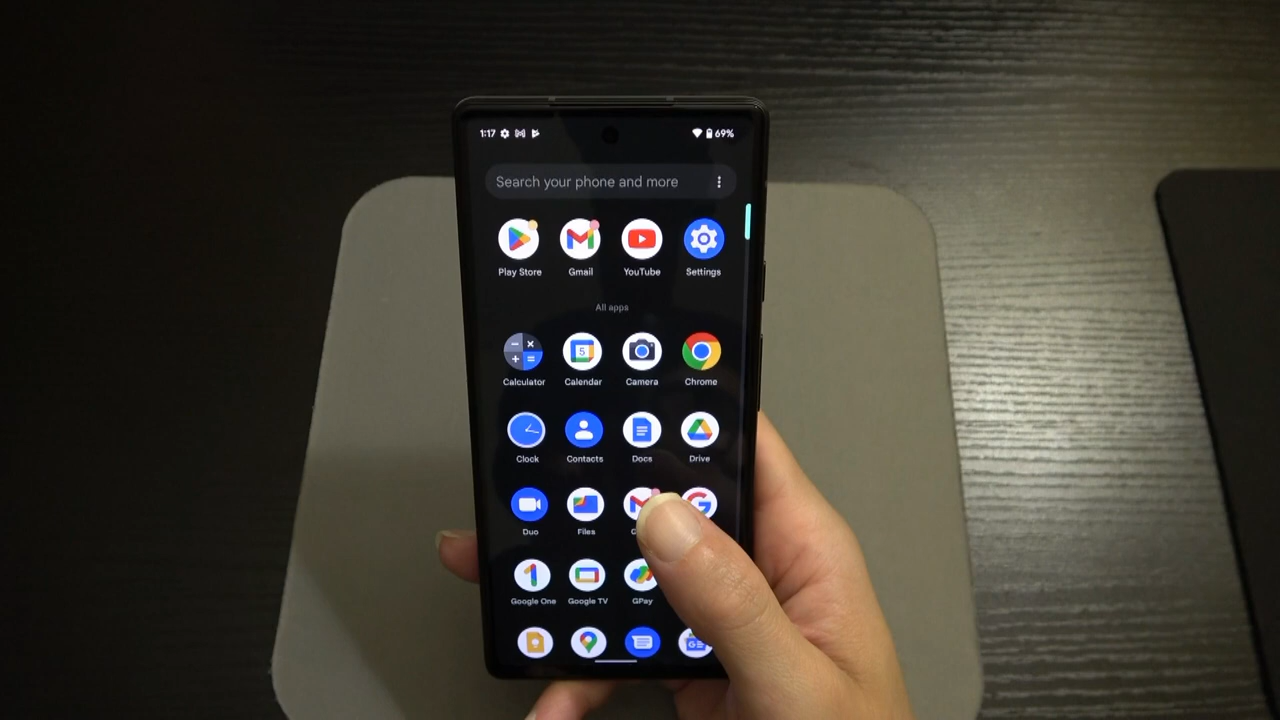 1:17 69%
Search your phone and more
Play Store Gmail YouTube Settings
All apps
Calculator Calendar Camera Chrome
Clock Contacts Docs Drive
Duo Files
Google One Google TV GPay